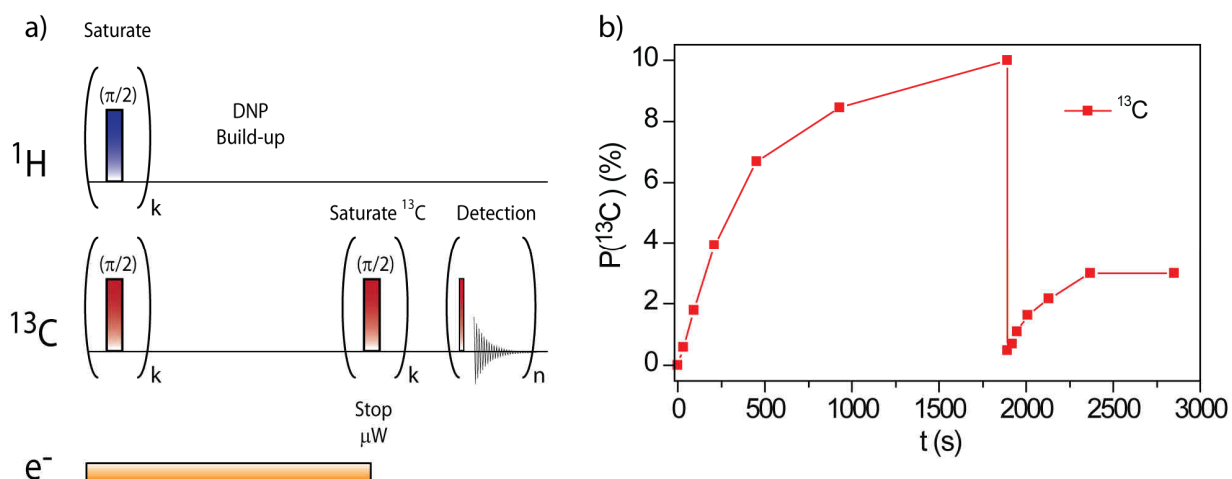 a)
Saturate
(π/2)
DNP
Build-up
¹H
k
Saturate ¹³C
Detection
(π/2)
(π/2)
¹³C
k
k
n
Stop
μW
e⁻
b)
10
8
6
4
2
0
P(¹³C) (%)
¹³C
0
500
1000
1500
2000
2500
3000
t (s)